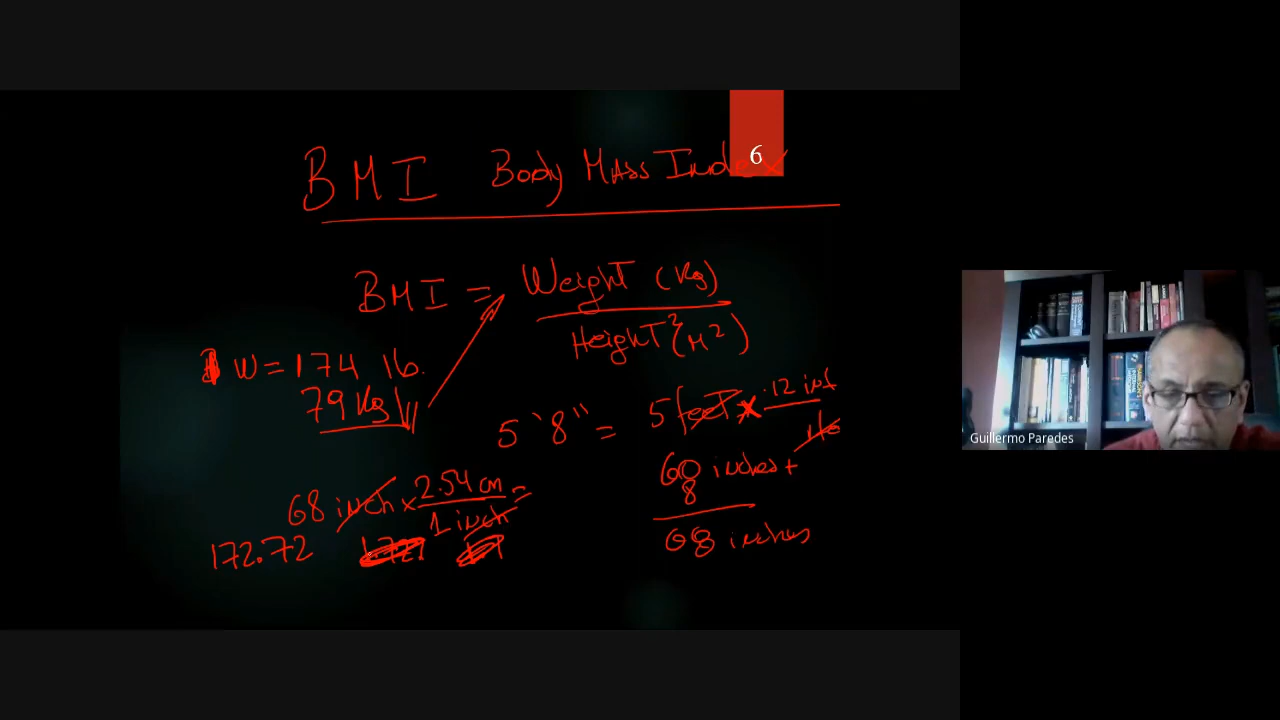 6
BMI Body Mass Index
BMI = Weight (Kg)
Height² (M²)
W = 174 lb.
79 Kg
5 ' 8 " = 5 feet x 12 in
60 inches +
8
68 inches
68 inch x 2.54 cm =
1 inch
172.72
Guillermo Paredes